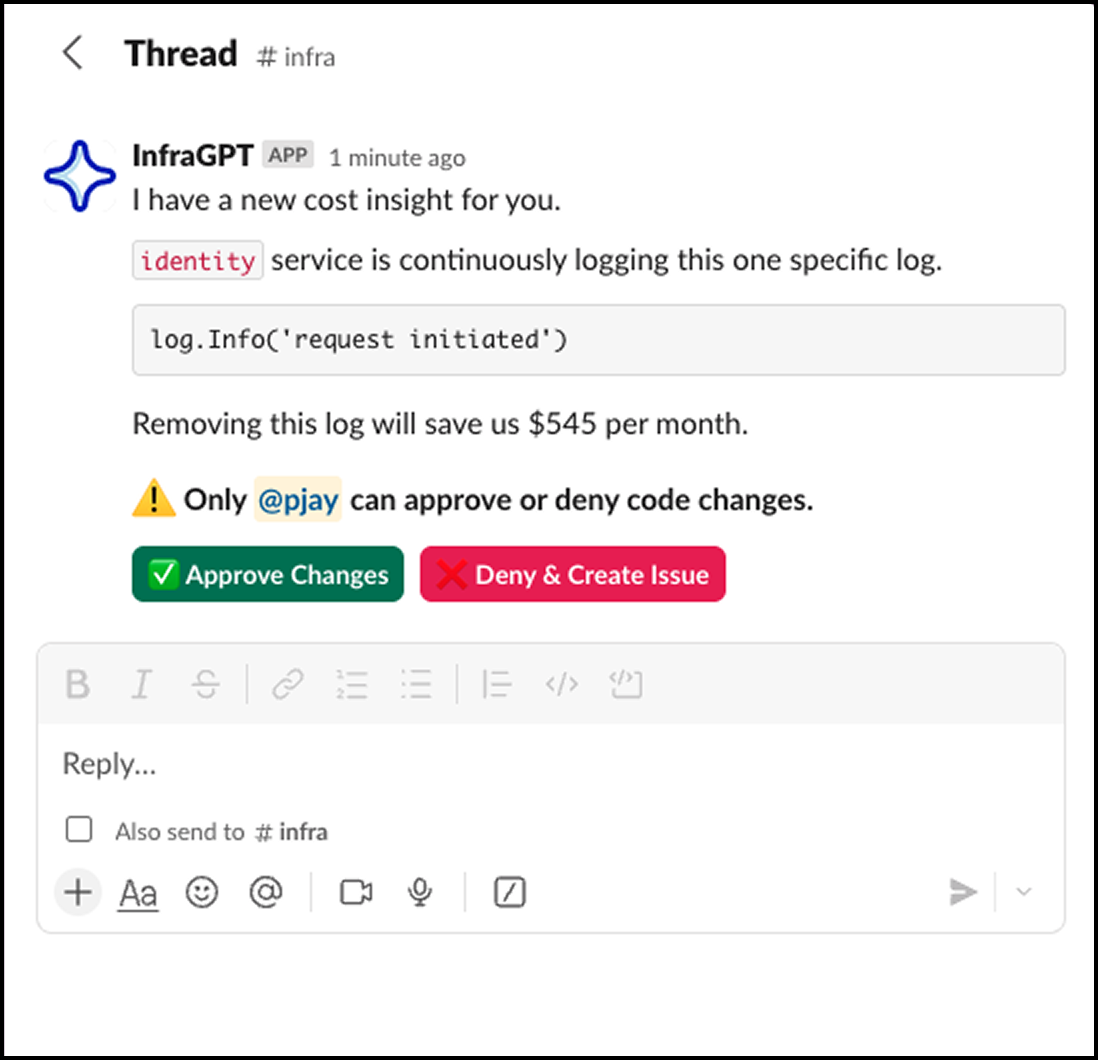 Thread # infra
InfraGPT APP 1 minute ago
I have a new cost insight for you.
identity service is continuously logging this one specific log.
log.Info('request initiated')
Removing this log will save us $545 per month.
⚠️ Only @pjay can approve or deny code changes.
✅ Approve Changes ❌ Deny & Create Issue
B I S
Reply...
Also send to # infra
Aa